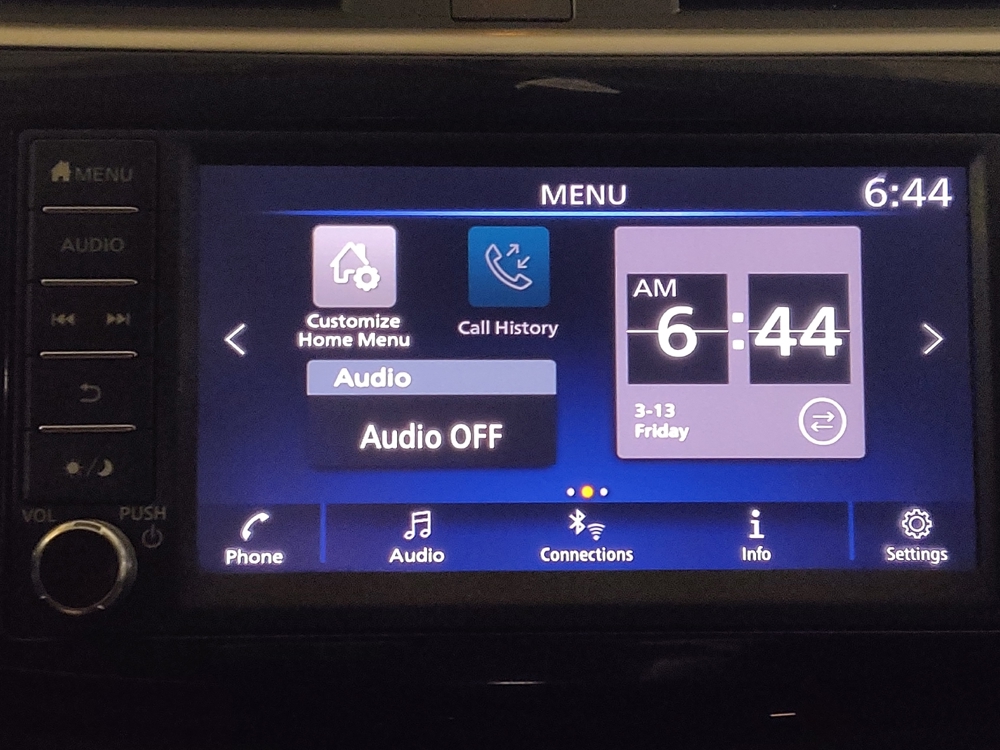 MENU
AUDIO
VOL
PUSH
MENU
6:44
Customize
Home Menu
Call History
Audio
Audio OFF
AM
6:44
3-13
Friday
Phone
Audio
Connections
Info
Settings